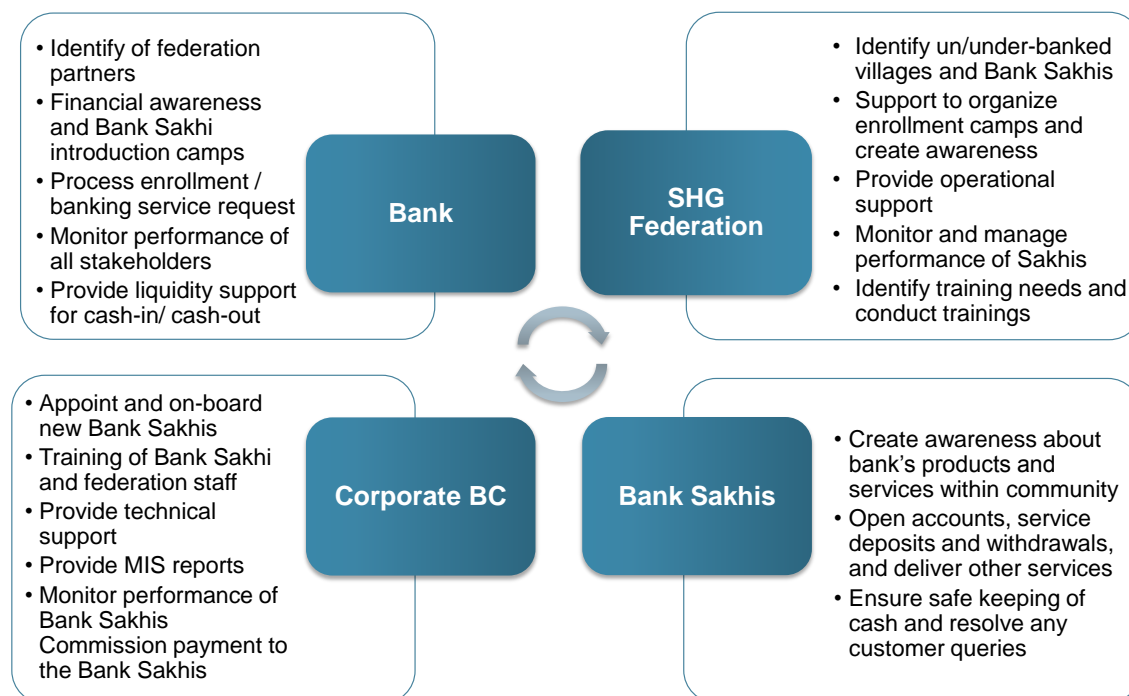 • Identify of federation
partners
• Financial awareness
and Bank Sakhi
introduction camps
• Process enrollment /
banking service request
• Monitor performance of
all stakeholders
• Provide liquidity support
for cash-in/ cash-out
Bank
SHG
Federation
• Identify un/under-banked
villages and Bank Sakhis
• Support to organize
enrollment camps and
create awareness
• Provide operational
support
• Monitor and manage
performance of Sakhis
• Identify training needs and
conduct trainings
• Appoint and on-board
new Bank Sakhis
• Training of Bank Sakhi
and federation staff
• Provide technical
support
• Provide MIS reports
• Monitor performance of
Bank Sakhis
Commission payment to
the Bank Sakhis
Corporate BC
Bank Sakhis
• Create awareness about
bank's products and
services within community
• Open accounts, service
deposits and withdrawals,
and deliver other services
• Ensure safe keeping of
cash and resolve any
customer queries